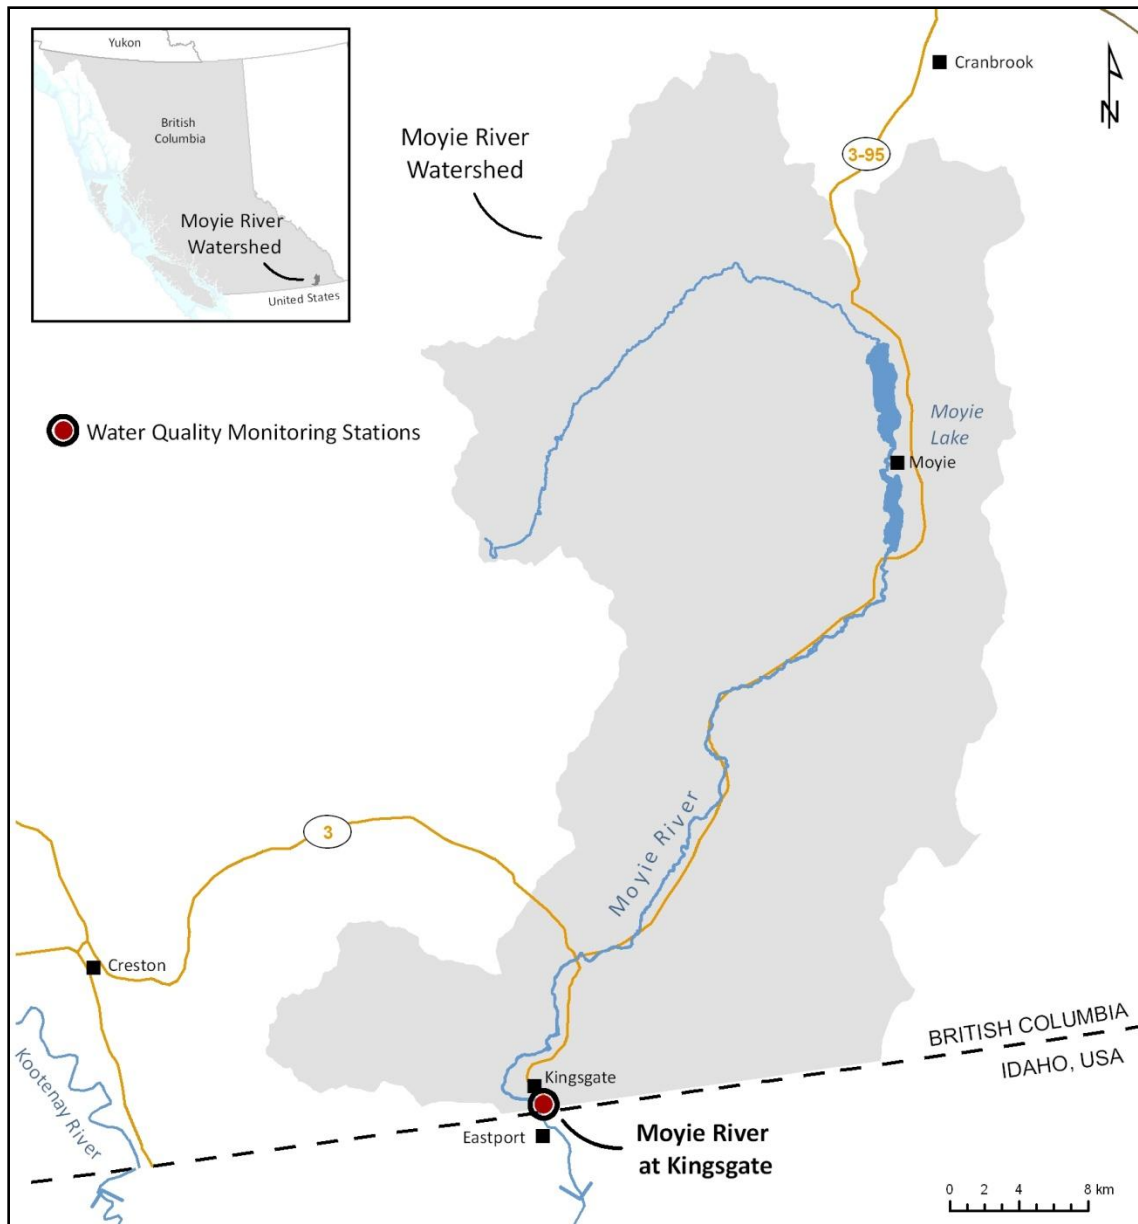 Yukon
British
Columbia
Moyie River
Watershed
United States
Moyie River
Watershed
Cranbrook
N
3-95
Water Quality Monitoring Stations
Moyie
Lake
Moyie
3
Moyie River
Creston
Kootenay River
BRITISH COLUMBIA
IDAHO, USA
Kingsgate
Eastport
Moyie River
at Kingsgate
0 2 4 8 km